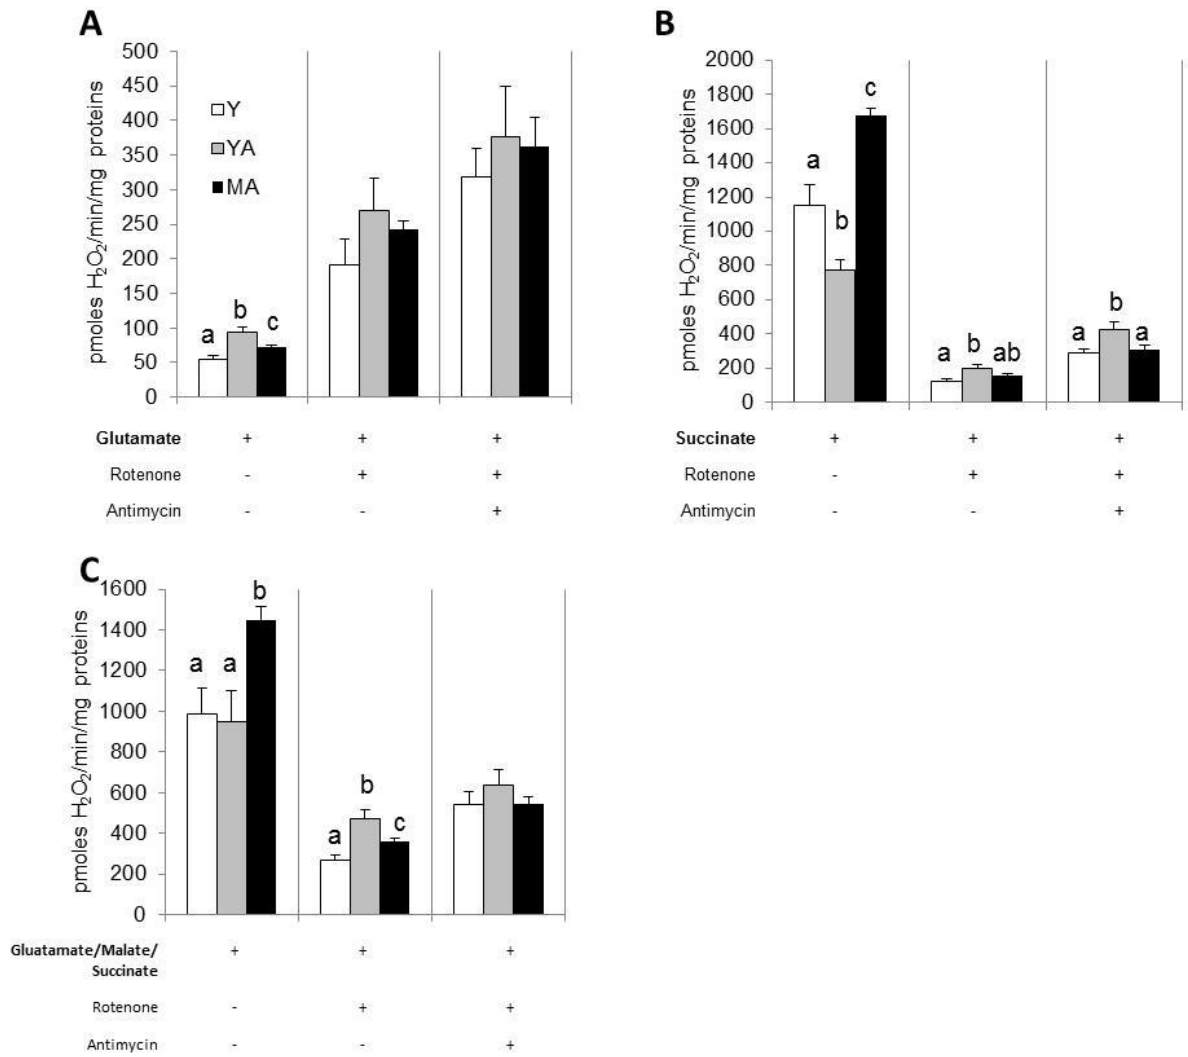 A
pmoles H₂O₂/min/mg proteins
500
450
400
350
300
250
200
150
100
50
0
Y
YA
MA
a b c
Glutamate + + +
Rotenone - + +
Antimycin - - +
B
pmoles H₂O₂/min/mg proteins
2000
1800
1600
1400
1200
1000
800
600
400
200
0
a b c
a b ab
a b a
Succinate + + +
Rotenone - + +
Antimycin - - +
C
pmoles H₂O₂/min/mg proteins
1600
1400
1200
1000
800
600
400
200
0
a a b
a b c
Gluatamate/Malate/ + + +
Succinate
Rotenone - + +
Antimycin - - +